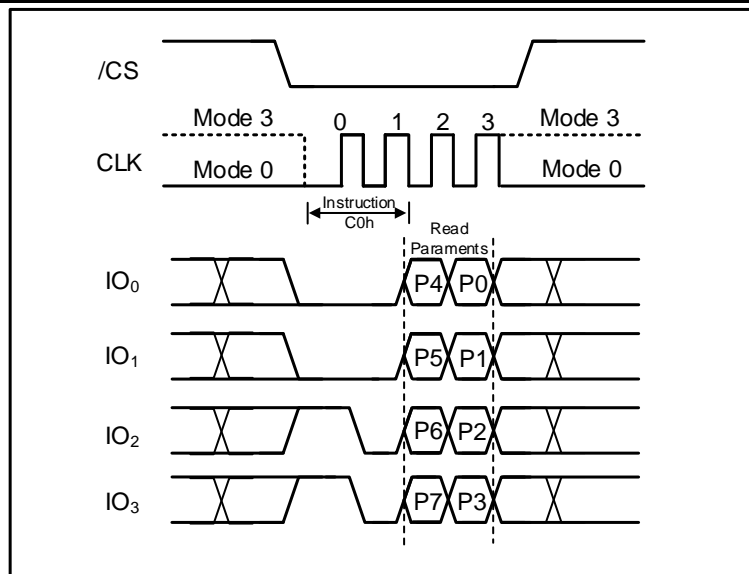 /CS
Mode 3 0 1 2 3 Mode 3
CLK
Mode 0 Mode 0
Instruction
C0h
Read
Paraments
IO₀ P4 P0
IO₁ P5 P1
IO₂ P6 P2
IO₃ P7 P3